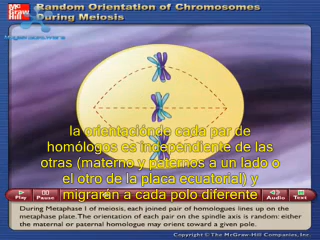 Mc
Graw
Hill
Random Orientation of Chromosomes
During Meiosis
la orientaciónde cada par de
homólogos es independiente de las
otras (materno y paternos a un lado o
el otro de la placa ecuatorial) y
migrarán a cada polo diferente
Play
Pause
Audio
Text
During Metaphase I of meiosis, each joined pair of homologues lines up on the
metaphase plate. The orientation of each pair on the spindle axis is random: either
the maternal or paternal homologue may orient toward a given pole.
Copyright © The McGraw-Hill Companies, Inc.